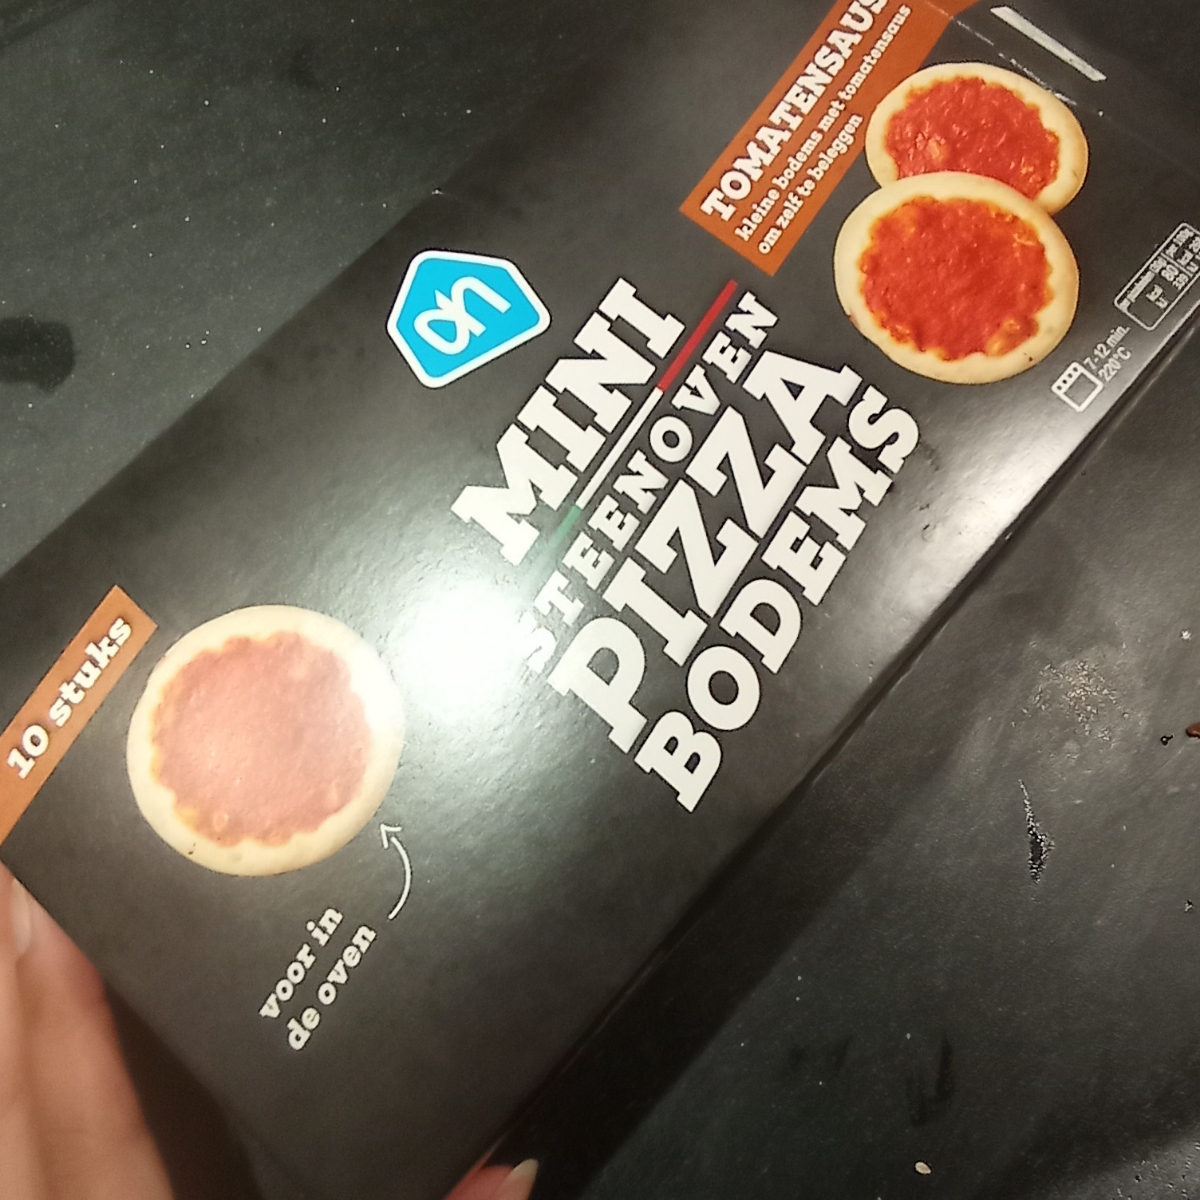 TOMATENSAUS
kleine bodems met tomatensaus
om zelf te beleggen
ah
MINI
STEENOVEN
PIZZA
BODEMS
7-12 min.
220°C
10 stuks
voor in
de oven